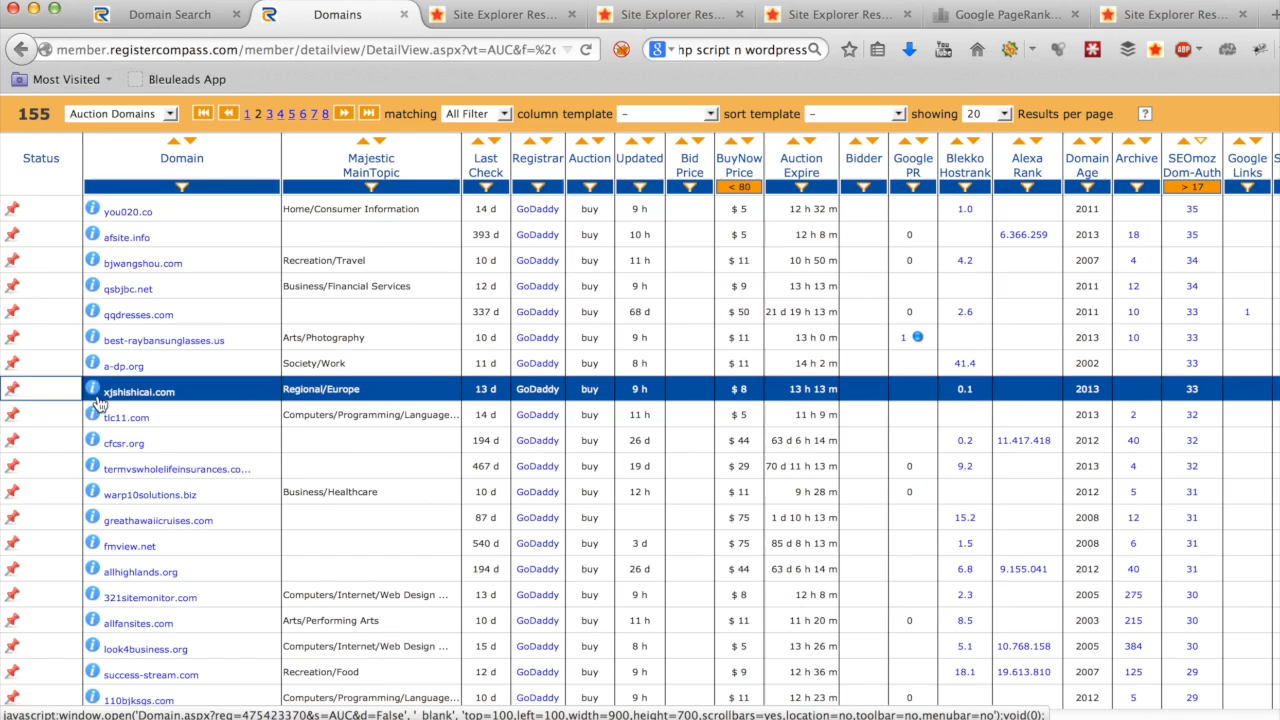 Domain Search
Domains
Site Explorer Res...
Site Explorer Res...
Site Explorer Res...
Google PageRank...
Site Explorer Res...
member.registercompass.com/member/detailview/DetailView.aspx?vt=AUC&f=%2c
hp script n wordpress
Most Visited
Bleuleads App
155 Auction Domains 1 2 3 4 5 6 7 8 matching All Filter column template – sort template – showing 20 Results per page ?
Status Domain Majestic MainTopic Last Check Registrar Auction Updated Bid Price BuyNow Price Auction Expire Bidder Google PR Blekko Hostrank Alexa Rank Domain Age Archive SEOmoz Dom-Auth Google Links
< 80 > 17
you020.co Home/Consumer Information 14 d GoDaddy buy 9 h $ 5 12 h 32 m 1.0 2011 35
afsite.info 393 d GoDaddy buy 10 h $ 5 12 h 8 m 0 6.366.259 2013 18 35
bjwangshou.com Recreation/Travel 10 d GoDaddy buy 11 h $ 11 10 h 50 m 0 4.2 2007 4 34
qsbjbc.net Business/Financial Services 12 d GoDaddy buy 9 h $ 9 13 h 13 m 2011 12 34
qqdresses.com 337 d GoDaddy buy 68 d $ 50 21 d 19 h 13 m 0 2.6 2011 10 33 1
best-raybansunglasses.us Arts/Photography 10 d GoDaddy buy 9 h $ 11 13 h 0 m 1 2013 10 33
a-dp.org Society/Work 11 d GoDaddy buy 8 h $ 11 14 h 2 m 41.4 2002 33
xjshishicai.com Regional/Europe 13 d GoDaddy buy 9 h $ 8 13 h 13 m 0.1 2013 33
tlc11.com Computers/Programming/Language... 14 d GoDaddy buy 11 h $ 5 11 h 9 m 2013 2 32
cfcsr.org 194 d GoDaddy buy 26 d $ 44 63 d 6 h 14 m 0.2 11.417.418 2012 40 32
termvswholelifeinsurances.co... 467 d GoDaddy buy 19 d $ 29 70 d 11 h 13 m 0 9.2 2013 4 32
warp10solutions.biz Business/Healthcare 10 d GoDaddy buy 12 h $ 11 9 h 28 m 0 2012 5 31
greathawaiicruises.com 87 d GoDaddy buy $ 75 1 d 10 h 13 m 15.2 2008 12 31
fmview.net 540 d GoDaddy buy 3 d $ 75 85 d 8 h 13 m 1.5 2008 6 31
allhighlands.org 194 d GoDaddy buy 26 d $ 44 63 d 6 h 14 m 6.8 9.155.041 2012 40 31
321sitemonitor.com Computers/Internet/Web Design ... 13 d GoDaddy buy 9 h $ 8 12 h 8 m 2.3 2005 275 31
allfansites.com Arts/Performing Arts 10 d GoDaddy buy 11 h $ 11 11 h 20 m 0 8.5 2003 215 30
look4business.org Computers/Internet/Web Design ... 15 d GoDaddy buy 8 h $ 5 13 h 26 m 5.1 10.768.158 2005 384 30
success-stream.com Recreation/Food 12 d GoDaddy buy 9 h $ 11 12 h 36 m 18.1 19.613.810 2007 125 29
110bjksgs.com Computers/Programming/Language... 10 d GoDaddy buy 9 h $ 11 12 h 23 m 0 2012 5 29
javascript:window.open('Domain.aspx?reg=475423370&s=AUC&d=False', '_blank', 'top=100,left=100,width=900,height=700,scrollbars=yes,location=no,toolbar=no,menubar=no');void(0);